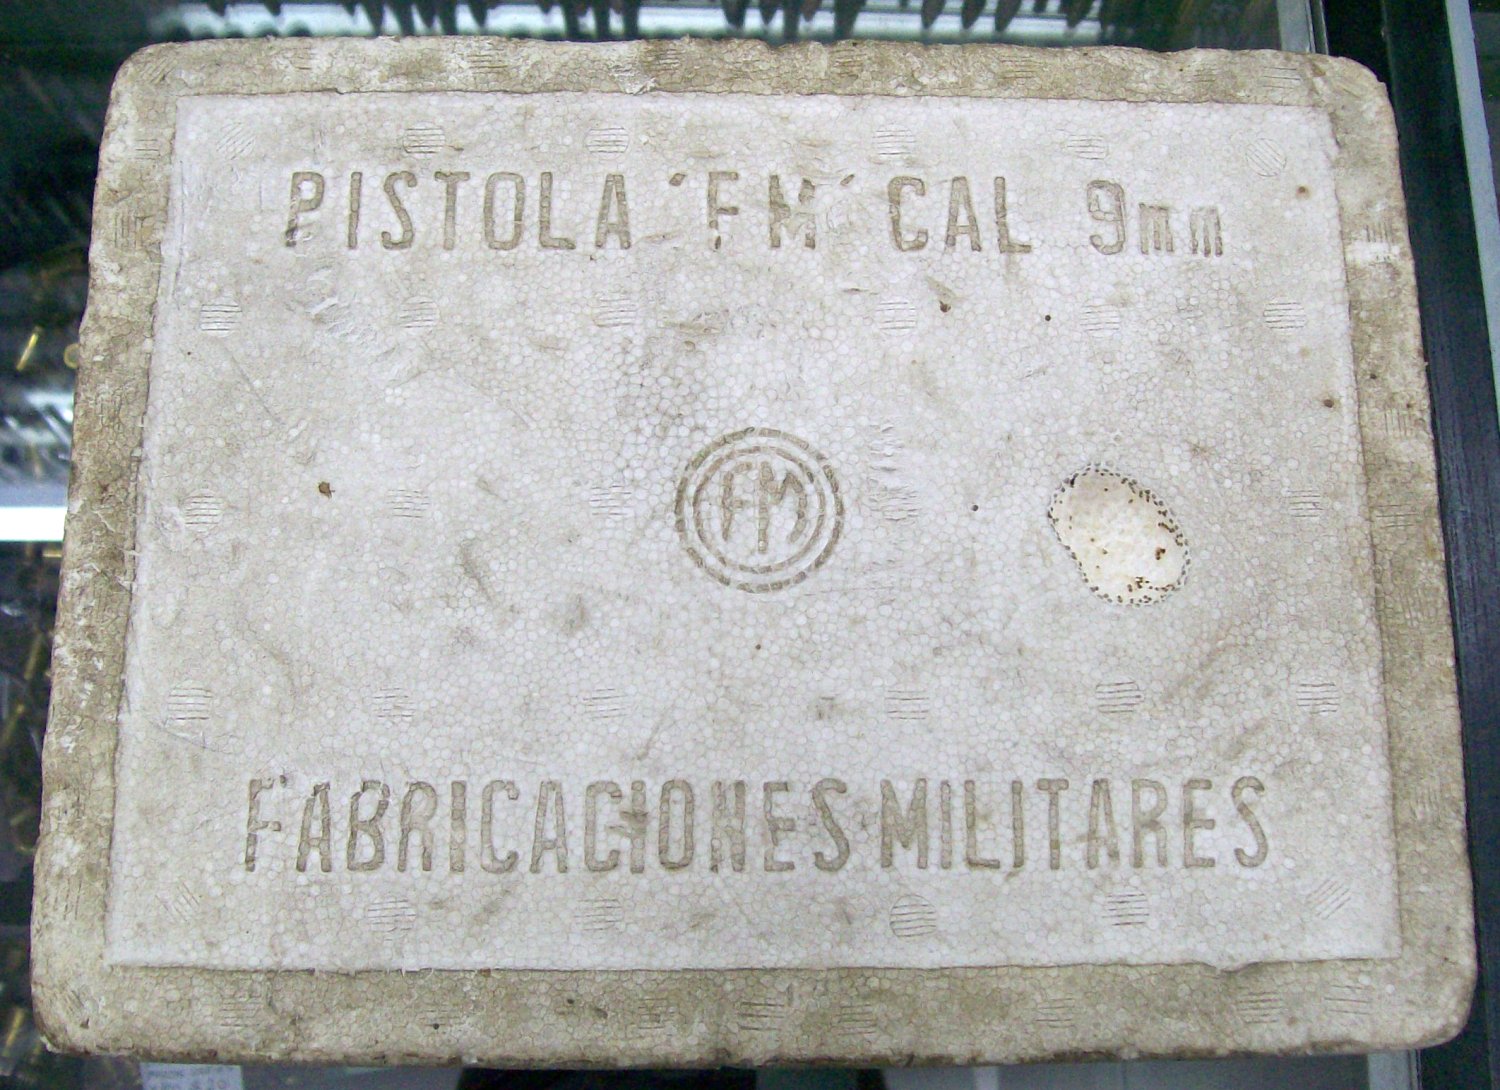 PISTOLA "FM" CAL 9mm
FM
FABRICACIONES MILITARES